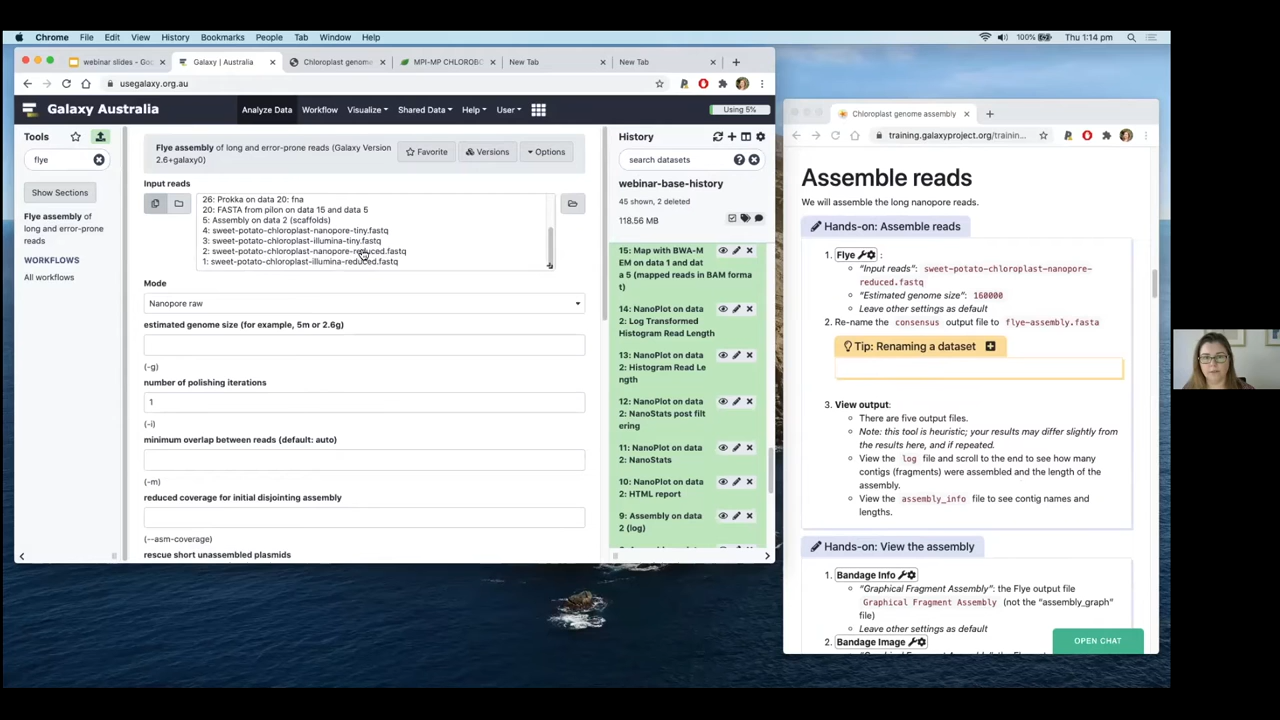 Chrome File Edit View History Bookmarks People Tab Window Help
100% Thu 1:14 pm
webinar slides - Go
Galaxy | Australia
Chloroplast genome
MPI-MP CHLOROBO
New Tab
New Tab
usegalaxy.org.au
Galaxy Australia
Analyze Data Workflow Visualize Shared Data Help User
Using 5%
Tools
flye
Show Sections
Flye assembly of
long and error-prone
reads
WORKFLOWS
All workflows
Flye assembly of long and error-prone reads (Galaxy Version
2.6+galaxy0)
Favorite
Versions
Options
Input reads
26: Prokka on data 20: fna
20: FASTA from pilon on data 15 and data 5
5: Assembly on data 2 (scaffolds)
4: sweet-potato-chloroplast-nanopore-tiny.fastq
3: sweet-potato-chloroplast-illumina-tiny.fastq
2: sweet-potato-chloroplast-nanopore-reduced.fastq
1: sweet-potato-chloroplast-illumina-reduced.fastq
Mode
Nanopore raw
estimated genome size (for example, 5m or 2.6g)
(-g)
number of polishing iterations
1
(-i)
minimum overlap between reads (default: auto)
(-m)
reduced coverage for initial disjointing assembly
(--asm-coverage)
rescue short unassembled plasmids
History
search datasets
webinar-base-history
45 shown, 2 deleted
118.56 MB
15: Map with BWA-M
EM on data 1 and dat
a 5 (mapped reads in BAM forma
t)
14: NanoPlot on data
2: Log Transformed
Histogram Read Length
13: NanoPlot on data
2: Histogram Read Le
ngth
12: NanoPlot on data
2: NanoStats post filt
ering
11: NanoPlot on data
2: NanoStats
10: NanoPlot on data
2: HTML report
9: Assembly on data
2 (log)
Chloroplast genome assembly
training.galaxyproject.org/trainin...
Assemble reads
We will assemble the long nanopore reads.
Hands-on: Assemble reads
1. Flye :
“Input reads”: sweet-potato-chloroplast-nanopore-
reduced.fastq
“Estimated genome size”: 160000
Leave other settings as default
2. Re-name the consensus output file to flye-assembly.fasta
Tip: Renaming a dataset
3. View output:
There are five output files.
Note: this tool is heuristic; your results may differ slightly from
the results here, and if repeated.
View the log file and scroll to the end to see how many
contigs (fragments) were assembled and the length of the
assembly.
View the assembly_info file to see contig names and
lengths.
Hands-on: View the assembly
1. Bandage Info
“Graphical Fragment Assembly”: the Flye output file
Graphical Fragment Assembly (not the “assembly_graph”
file)
Leave other settings as default
2. Bandage Image
OPEN CHAT